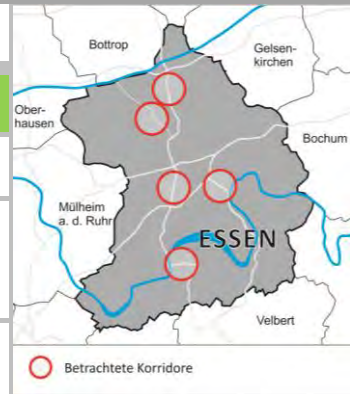 Bottrop
Gelsen-
kirchen
Ober-
hausen
Bochum
Mülheim
a. d. Ruhr
ESSEN
Velbert
Betrachtete Korridore